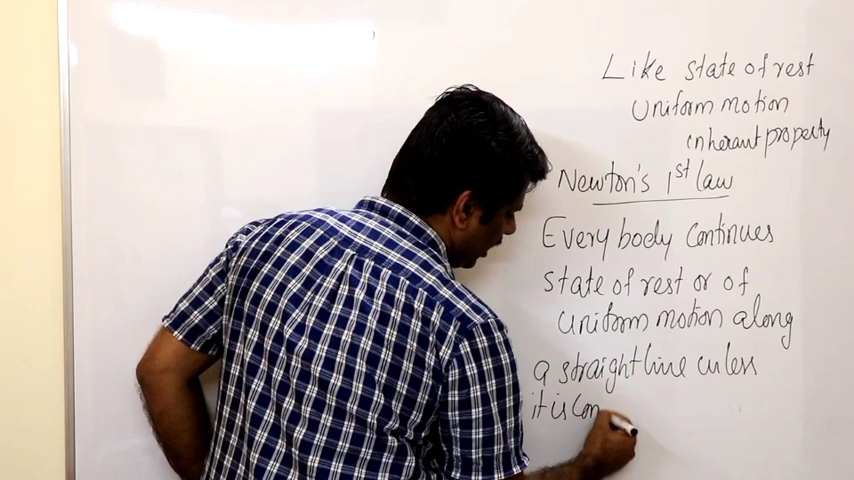 Like state of rest
uniform motion
inherant property
Newton's 1st law
Every body continues
state of rest or of
uniform motion along
a straight line unless
it is com